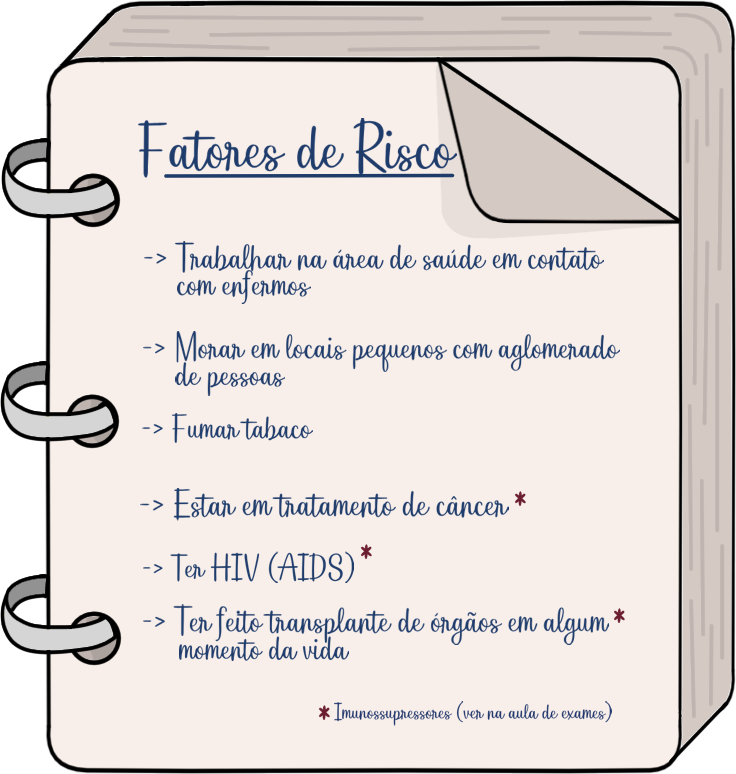 Fatores de Risco
-> Trabalhar na área de saúde em contato
com enfermos
-> Morar em locais pequenos com aglomerado
de pessoas
-> Fumar tabaco
-> Estar em tratamento de câncer *
-> Ter HIV (AIDS) *
-> Ter feito transplante de órgãos em algum *
momento da vida
* Imunossupressores (ver na aula de exames)